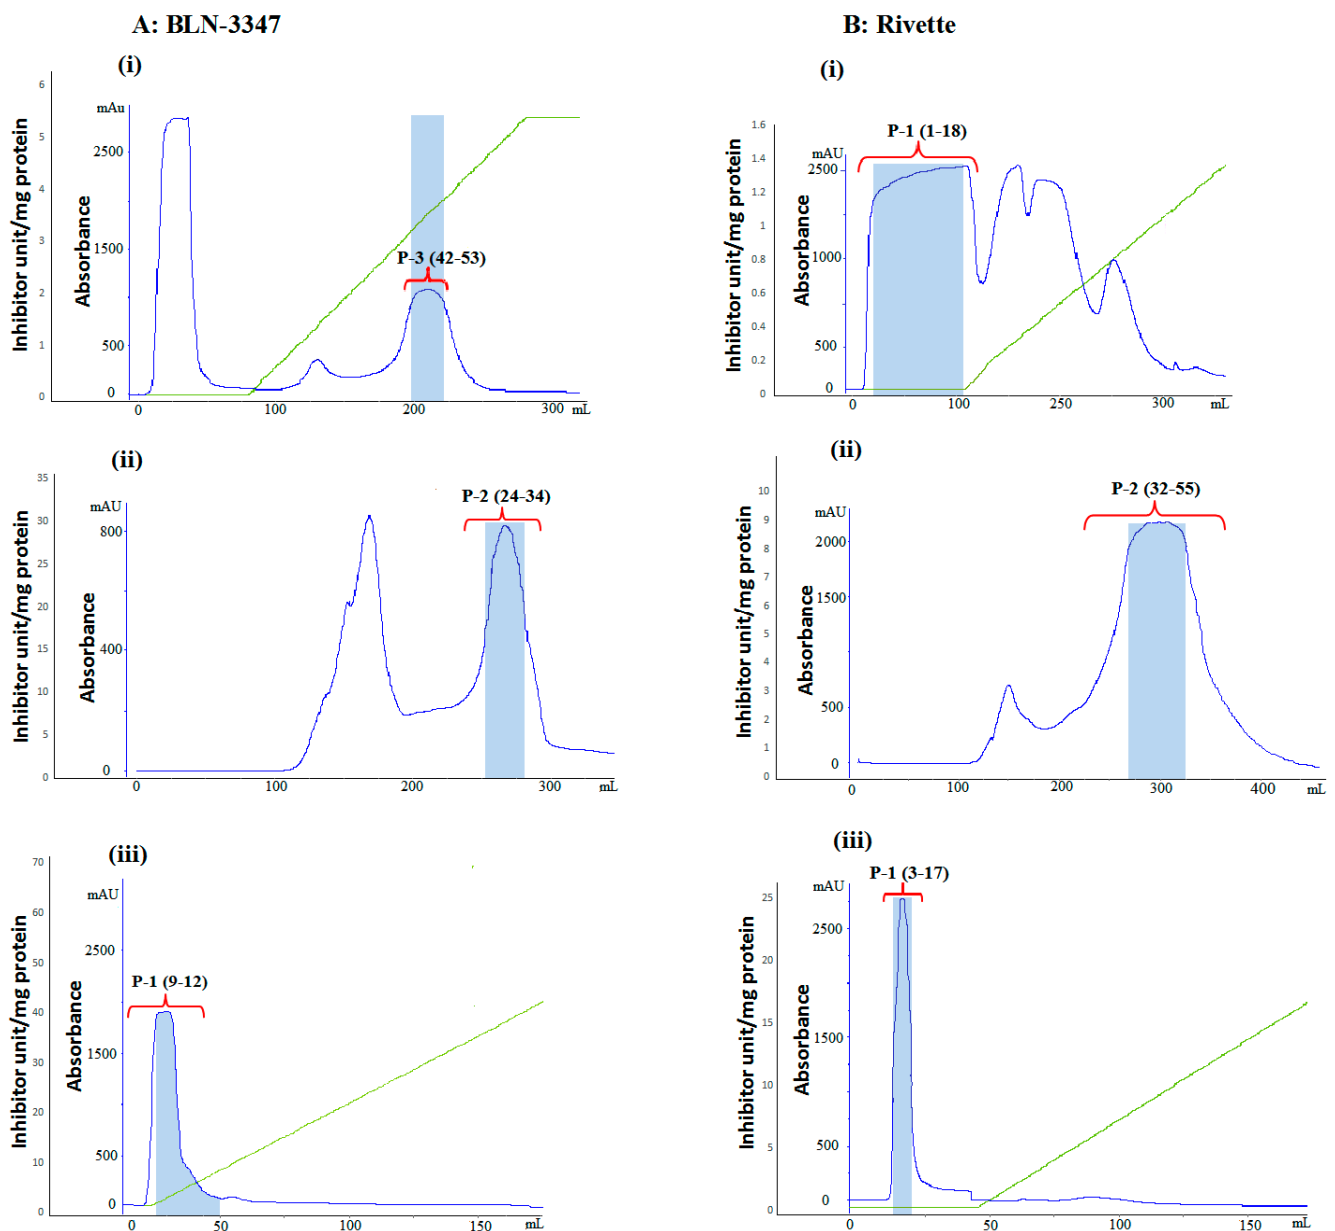 A: BLN-3347
(i)
6
5
4
3
2
1
0
Inhibitor unit/mg protein
mAu
2500
1500
500
0
Absorbance
P-3 (42-53)
0 100 200 300 mL
(ii)
35
30
25
20
15
10
5
0
Inhibitor unit/mg protein
mAU
800
400
0
Absorbance
P-2 (24-34)
0 100 200 300 mL
(iii)
70
60
50
40
30
20
10
0
Inhibitor unit/mg protein
mAU
2500
1500
500
0
Absorbance
P-1 (9-12)
0 50 100 150 mL
B: Rivette
(i)
1.6
1.4
1.2
1
0.8
0.6
0.4
0.2
0
Inhibitor unit/mg protein
mAU
2500
1000
500
0
Absorbance
P-1 (1-18)
0 100 250 300 mL
(ii)
10
9
8
7
6
5
4
3
2
1
0
Inhibitor unit/mg protein
mAU
2000
1500
500
0
Absorbance
P-2 (32-55)
0 100 200 300 400 mL
(iii)
25
20
15
10
5
0
Inhibitor unit/mg protein
mAU
2500
1500
500
0
Absorbance
P-1 (3-17)
0 50 100 150 mL